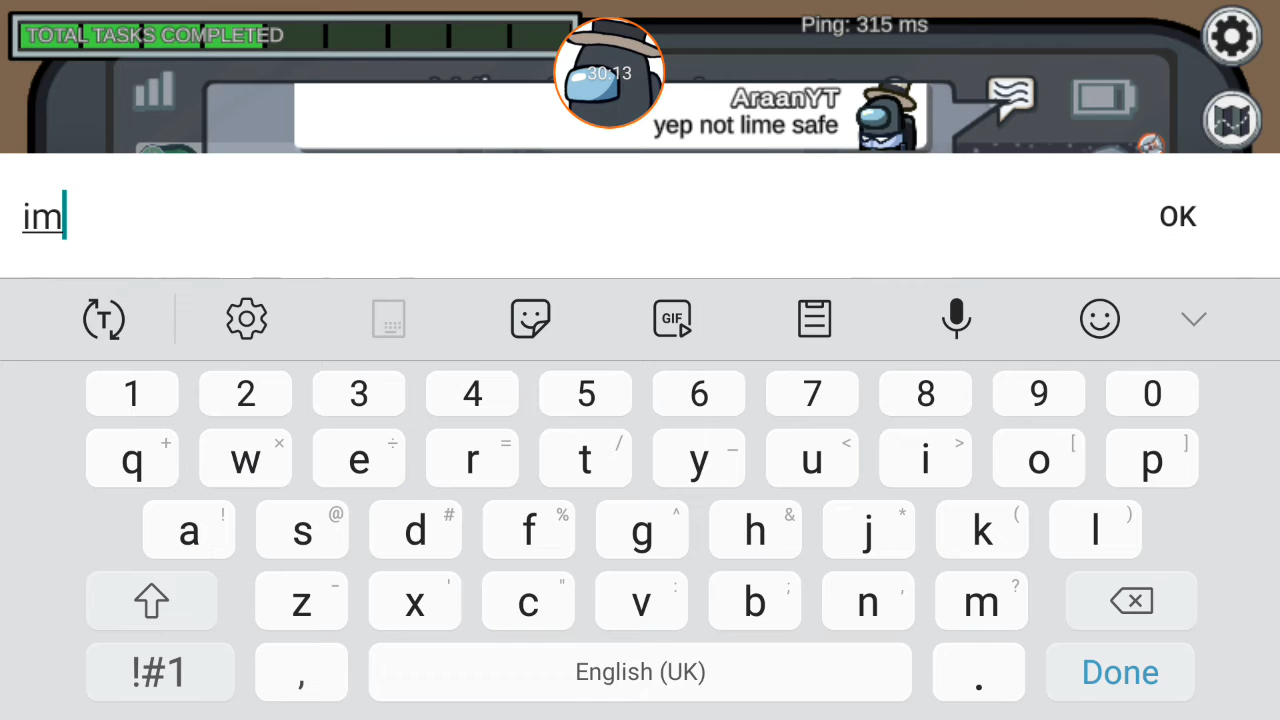 TOTAL TASKS COMPLETED
Ping: 315 ms
30:13
AraanYT
yep not lime safe
im
OK
T
GIF
1 2 3 4 5 6 7 8 9 0
q + w × e ÷ r = t / y _ u < i > o [ p ]
a ! s @ d # f % g ^ h & j * k ( l )
z - x ' c " v : b ; n , m ?
!#1 , English (UK) . Done